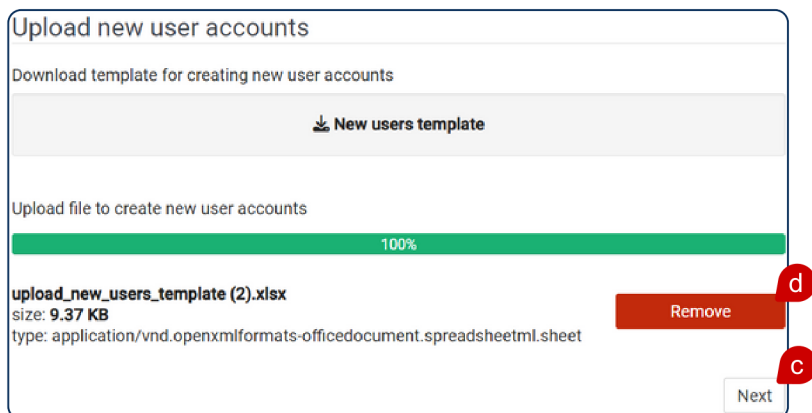 Upload new user accounts
Download template for creating new user accounts
New users template
Upload file to create new user accounts
100%
d
upload_new_users_template (2).xlsx
size: 9.37 KB
Remove
type: application/vnd.openxmlformats-officedocument.spreadsheetml.sheet
c
Next